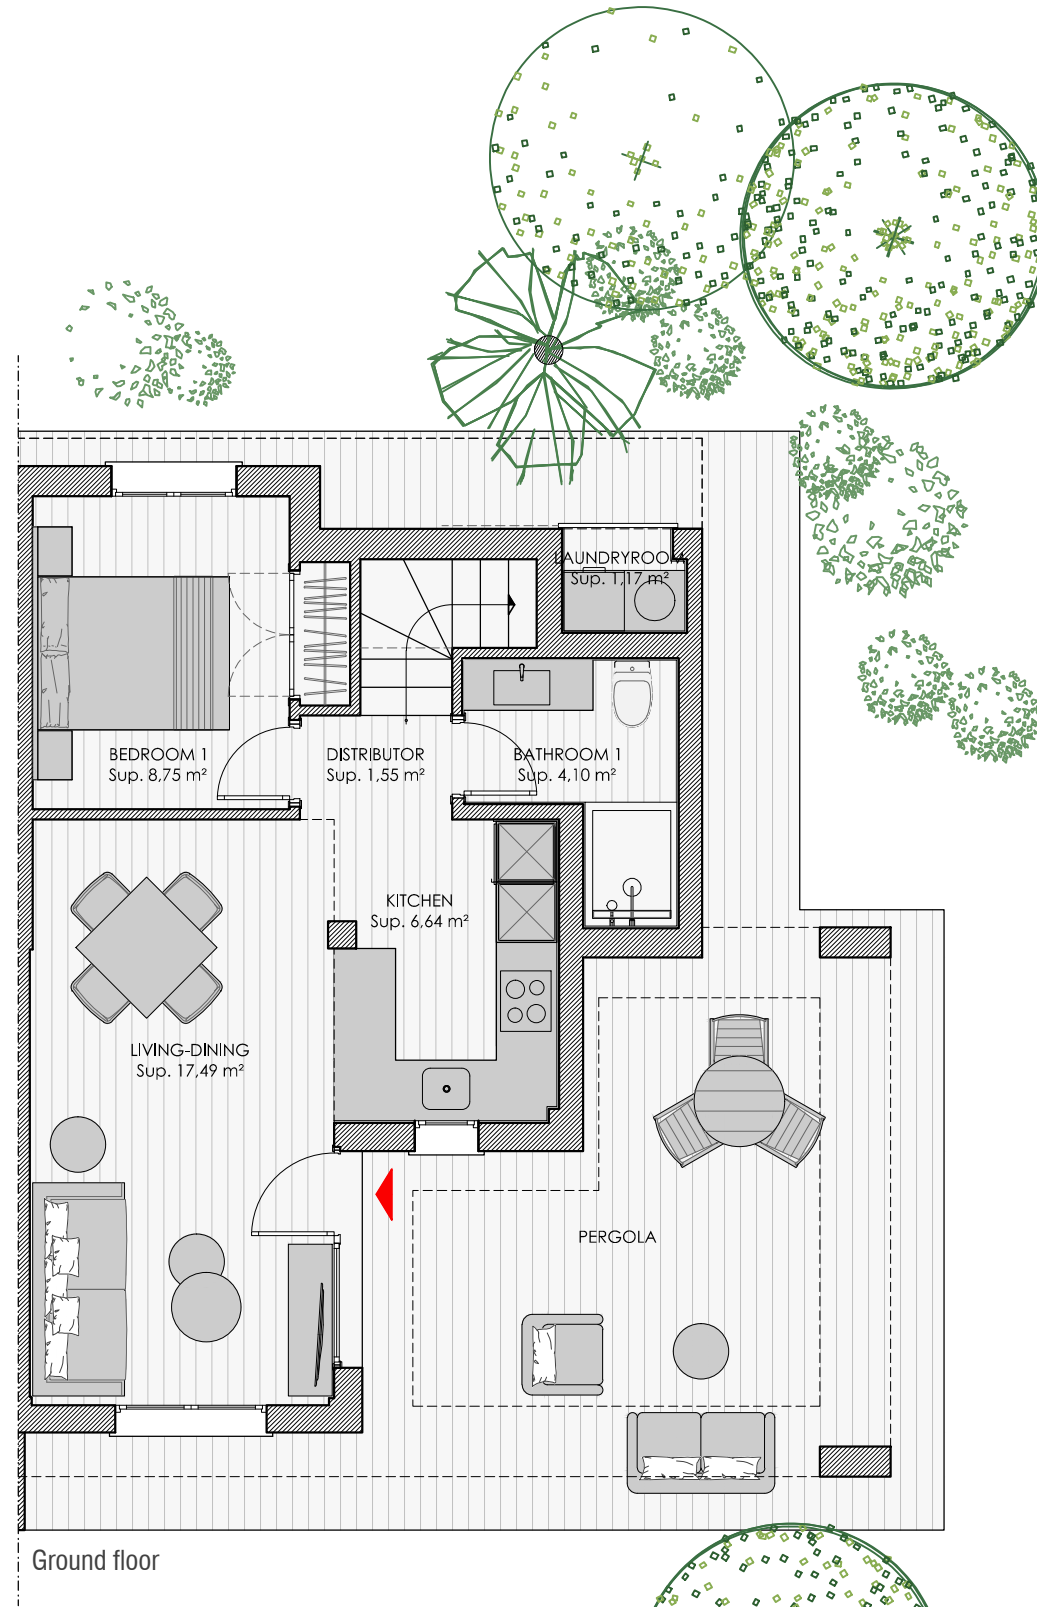 LAUNDRYROOM
Sup. 1,17 m²
BEDROOM 1
Sup. 8,75 m²
DISTRIBUTOR
Sup. 1,55 m²
BATHROOM 1
Sup. 4,10 m²
KITCHEN
Sup. 6,64 m²
LIVING-DINING
Sup. 17,49 m²
PERGOLA
Ground floor